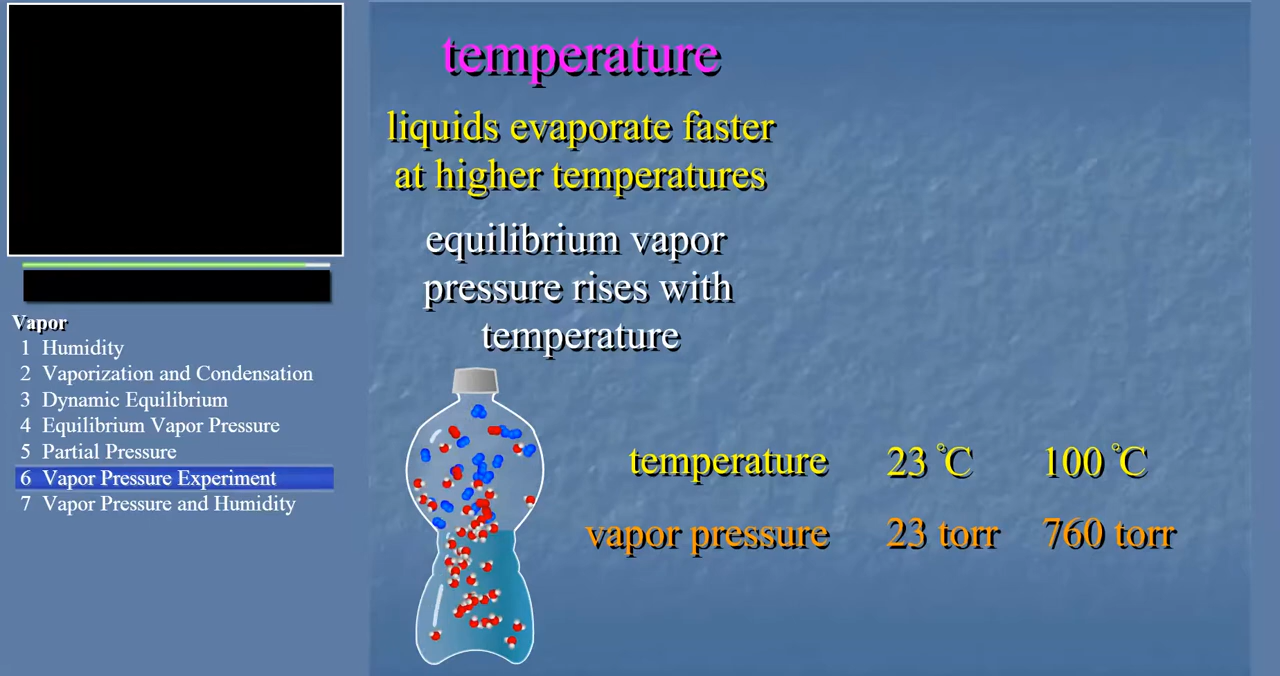 temperature
liquids evaporate faster
at higher temperatures
equilibrium vapor
pressure rises with
temperature
Vapor
1 Humidity
2 Vaporization and Condensation
3 Dynamic Equilibrium
4 Equilibrium Vapor Pressure
5 Partial Pressure
6 Vapor Pressure Experiment
7 Vapor Pressure and Humidity
temperature 23 °C 100 °C
vapor pressure 23 torr 760 torr